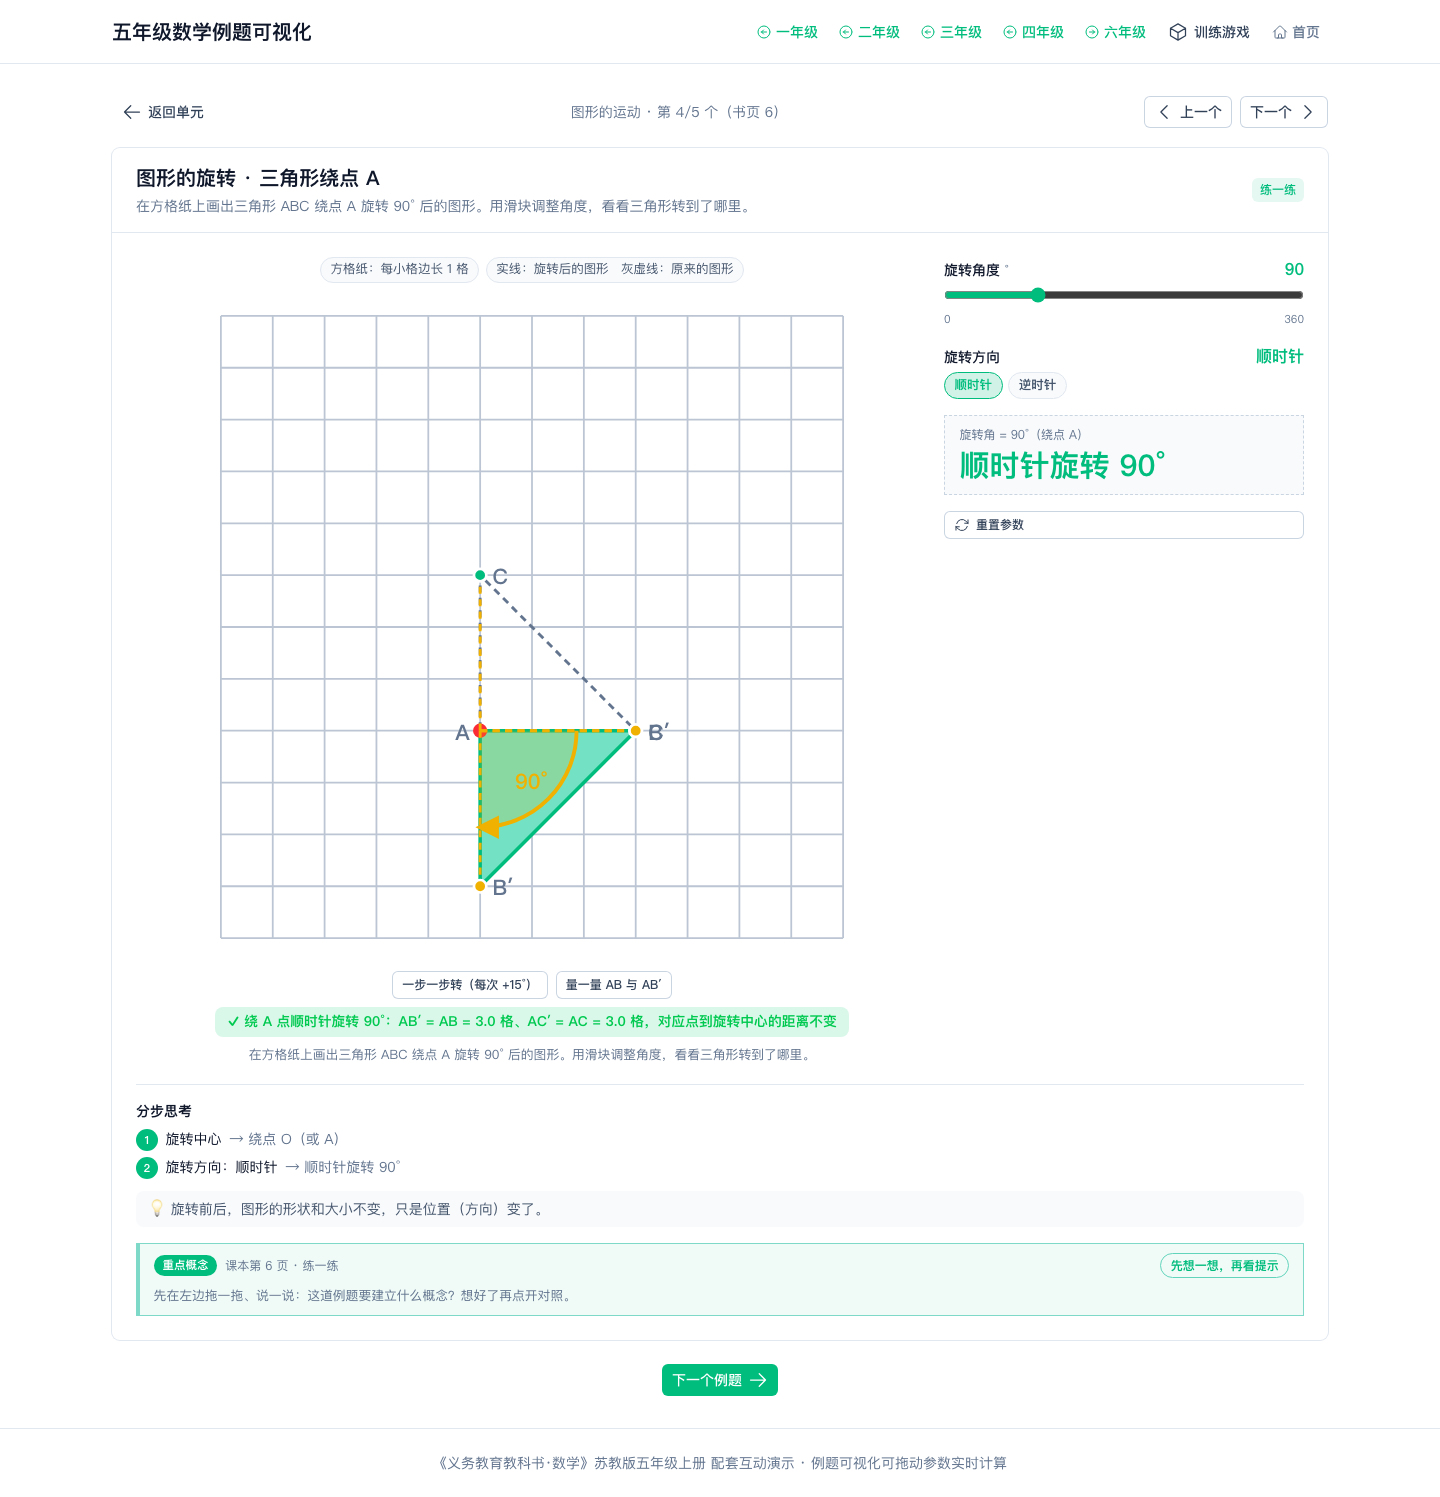 五年级数学例题可视化
一年级 二年级 三年级 四年级 六年级 训练游戏 首页
返回单元
图形的运动 · 第 4/5 个（书页 6）
上一个 下一个
图形的旋转 · 三角形绕点 A
在方格纸上画出三角形 ABC 绕点 A 旋转 90° 后的图形。用滑块调整角度，看看三角形转到了哪里。
练一练
方格纸：每小格边长 1 格 实线：旋转后的图形 灰虚线：原来的图形
C
A
B′
90°
B′
一步一步转（每次 +15°） 量一量 AB 与 AB′
✓ 绕 A 点顺时针旋转 90°：AB′ = AB = 3.0 格、AC′ = AC = 3.0 格，对应点到旋转中心的距离不变
在方格纸上画出三角形 ABC 绕点 A 旋转 90° 后的图形。用滑块调整角度，看看三角形转到了哪里。
旋转角度 ° 90
0 360
旋转方向 顺时针
顺时针 逆时针
旋转角 = 90°（绕点 A）
顺时针旋转 90°
重置参数
分步思考
1 旋转中心 → 绕点 O（或 A）
2 旋转方向：顺时针 → 顺时针旋转 90°
旋转前后，图形的形状和大小不变，只是位置（方向）变了。
重点概念 课本第 6 页 · 练一练 先想一想，再看提示
先在左边拖一拖、说一说：这道例题要建立什么概念？想好了再点开对照。
下一个例题 →
《义务教育教科书·数学》苏教版五年级上册 配套互动演示 · 例题可视化可拖动参数实时计算